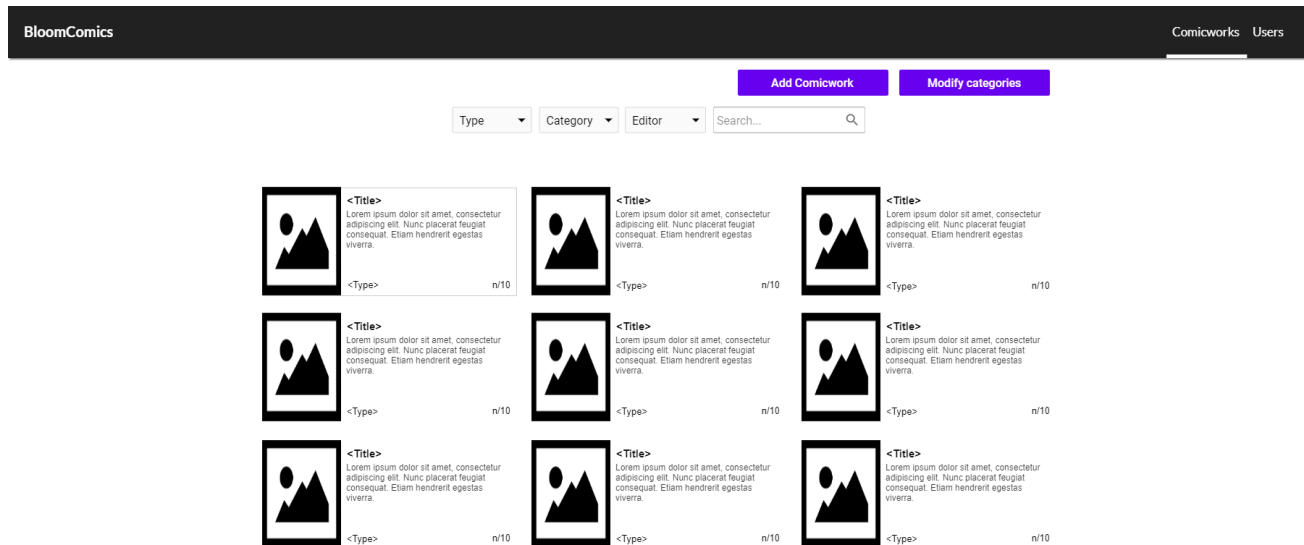 BloomComics
Comicworks Users
Add Comicwork Modify categories
Type Category Editor Search...
<Title>
Lorem ipsum dolor sit amet, consectetur
adipiscing elit. Nunc placerat feugiat
consequat. Etiam hendrerit egestas
viverra.
<Type> n/10
<Title>
Lorem ipsum dolor sit amet, consectetur
adipiscing elit. Nunc placerat feugiat
consequat. Etiam hendrerit egestas
viverra.
<Type> n/10
<Title>
Lorem ipsum dolor sit amet, consectetur
adipiscing elit. Nunc placerat feugiat
consequat. Etiam hendrerit egestas
viverra.
<Type> n/10
<Title>
Lorem ipsum dolor sit amet, consectetur
adipiscing elit. Nunc placerat feugiat
consequat. Etiam hendrerit egestas
viverra.
<Type> n/10
<Title>
Lorem ipsum dolor sit amet, consectetur
adipiscing elit. Nunc placerat feugiat
consequat. Etiam hendrerit egestas
viverra.
<Type> n/10
<Title>
Lorem ipsum dolor sit amet, consectetur
adipiscing elit. Nunc placerat feugiat
consequat. Etiam hendrerit egestas
viverra.
<Type> n/10
<Title>
Lorem ipsum dolor sit amet, consectetur
adipiscing elit. Nunc placerat feugiat
consequat. Etiam hendrerit egestas
viverra.
<Type> n/10
<Title>
Lorem ipsum dolor sit amet, consectetur
adipiscing elit. Nunc placerat feugiat
consequat. Etiam hendrerit egestas
viverra.
<Type> n/10
<Title>
Lorem ipsum dolor sit amet, consectetur
adipiscing elit. Nunc placerat feugiat
consequat. Etiam hendrerit egestas
viverra.
<Type> n/10